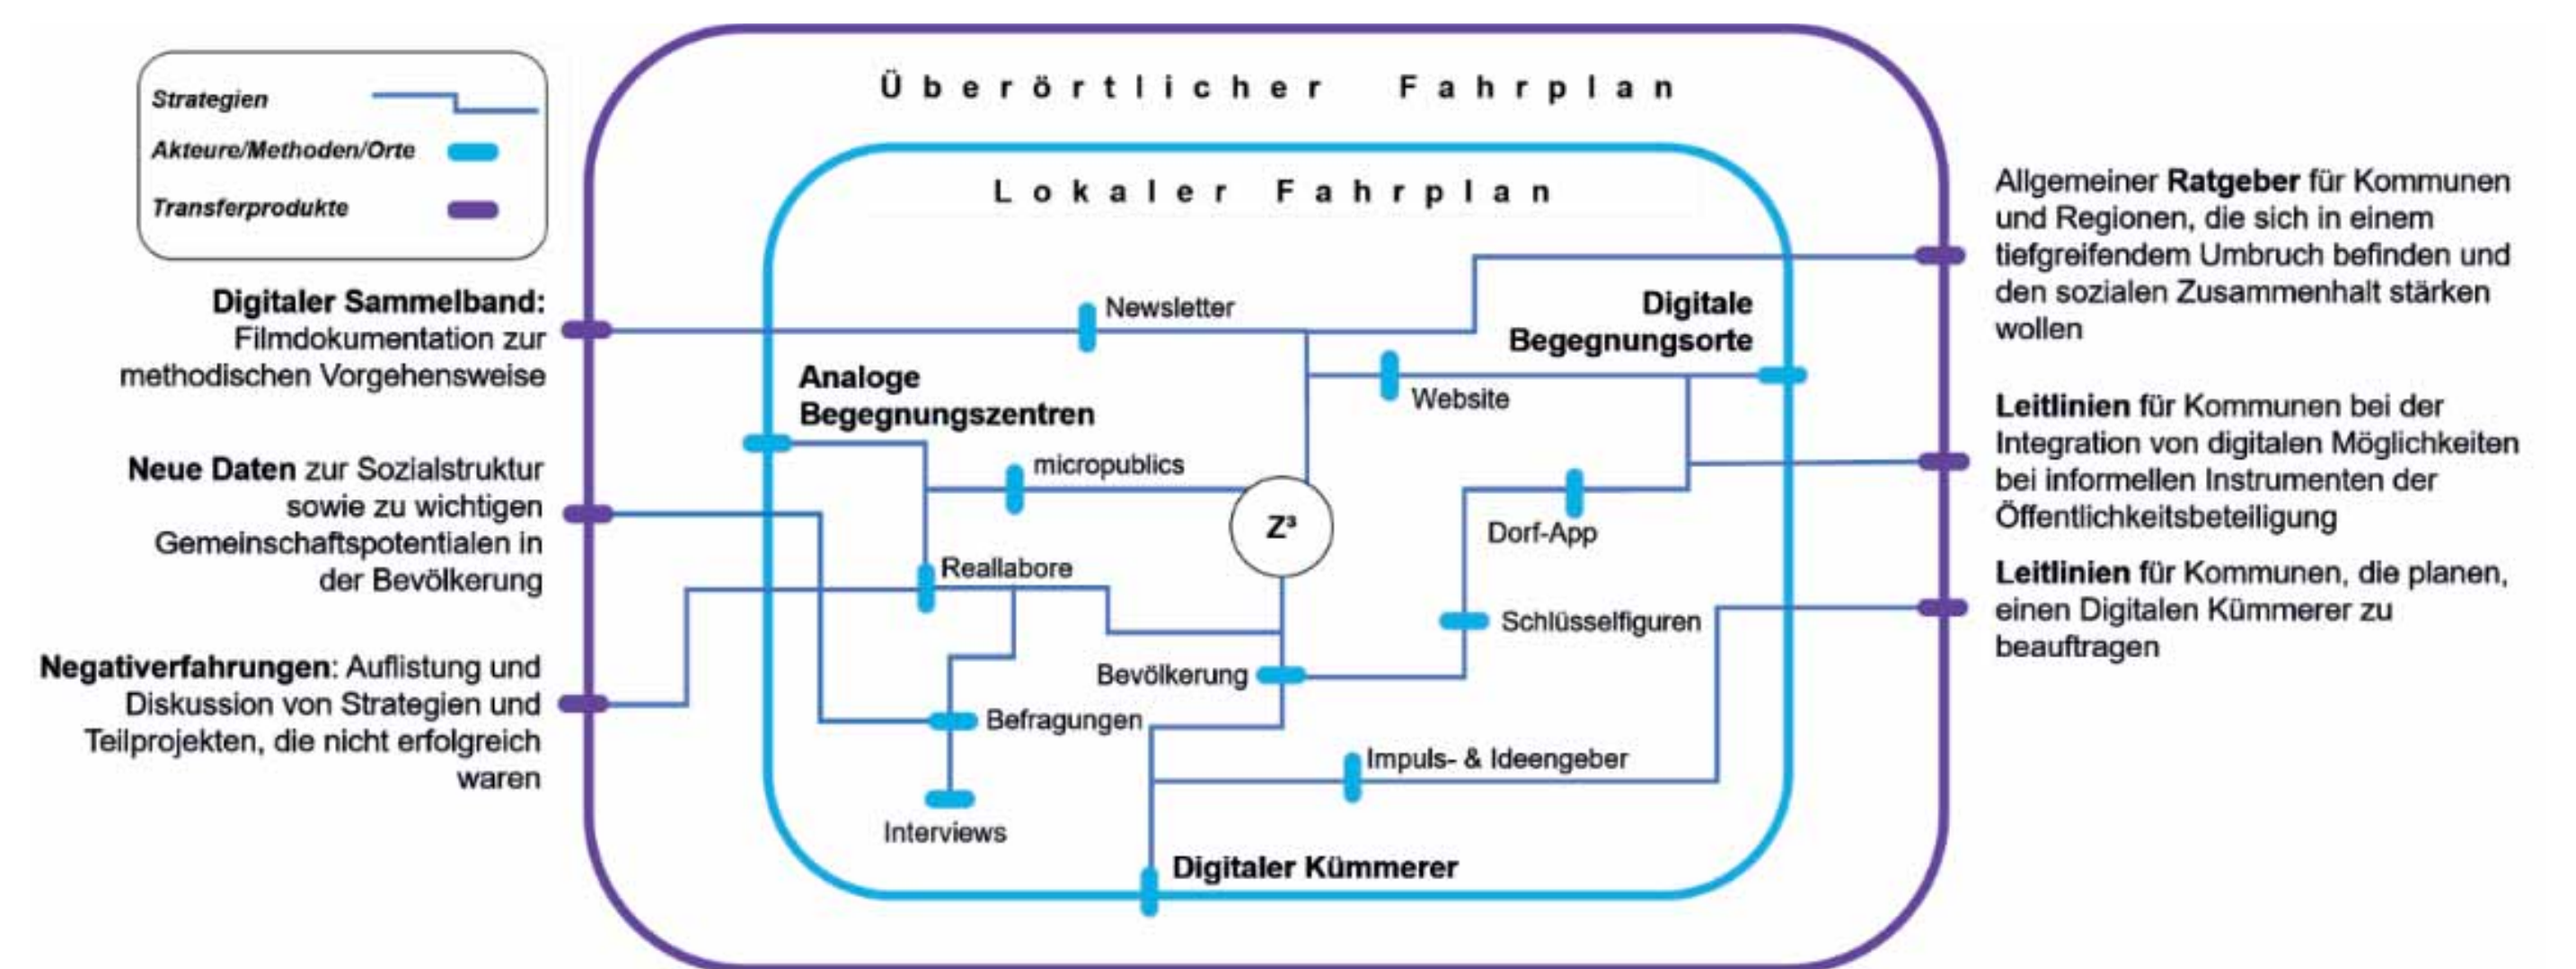 Strategien
Akteure/Methoden/Orte
Transferprodukte
Überörtlicher Fahrplan
Lokaler Fahrplan
Digitaler Sammelband:
Filmdokumentation zur
methodischen Vorgehensweise
Neue Daten zur Sozialstruktur
sowie zu wichtigen
Gemeinschaftspotentialen in
der Bevölkerung
Negativerfahrungen: Auflistung und
Diskussion von Strategien und
Teilprojekten, die nicht erfolgreich
waren
Newsletter
Digitale
Begegnungsorte
Website
Analoge
Begegnungszentren
micropublics
Z³
Dorf-App
Reallabore
Schlüsselfiguren
Bevölkerung
Befragungen
Impuls- & Ideengeber
Interviews
Digitaler Kümmerer
Allgemeiner Ratgeber für Kommunen
und Regionen, die sich in einem
tiefgreifendem Umbruch befinden und
den sozialen Zusammenhalt stärken
wollen
Leitlinien für Kommunen bei der
Integration von digitalen Möglichkeiten
bei informellen Instrumenten der
Öffentlichkeitsbeteiligung
Leitlinien für Kommunen, die planen,
einen Digitalen Kümmerer zu
beauftragen